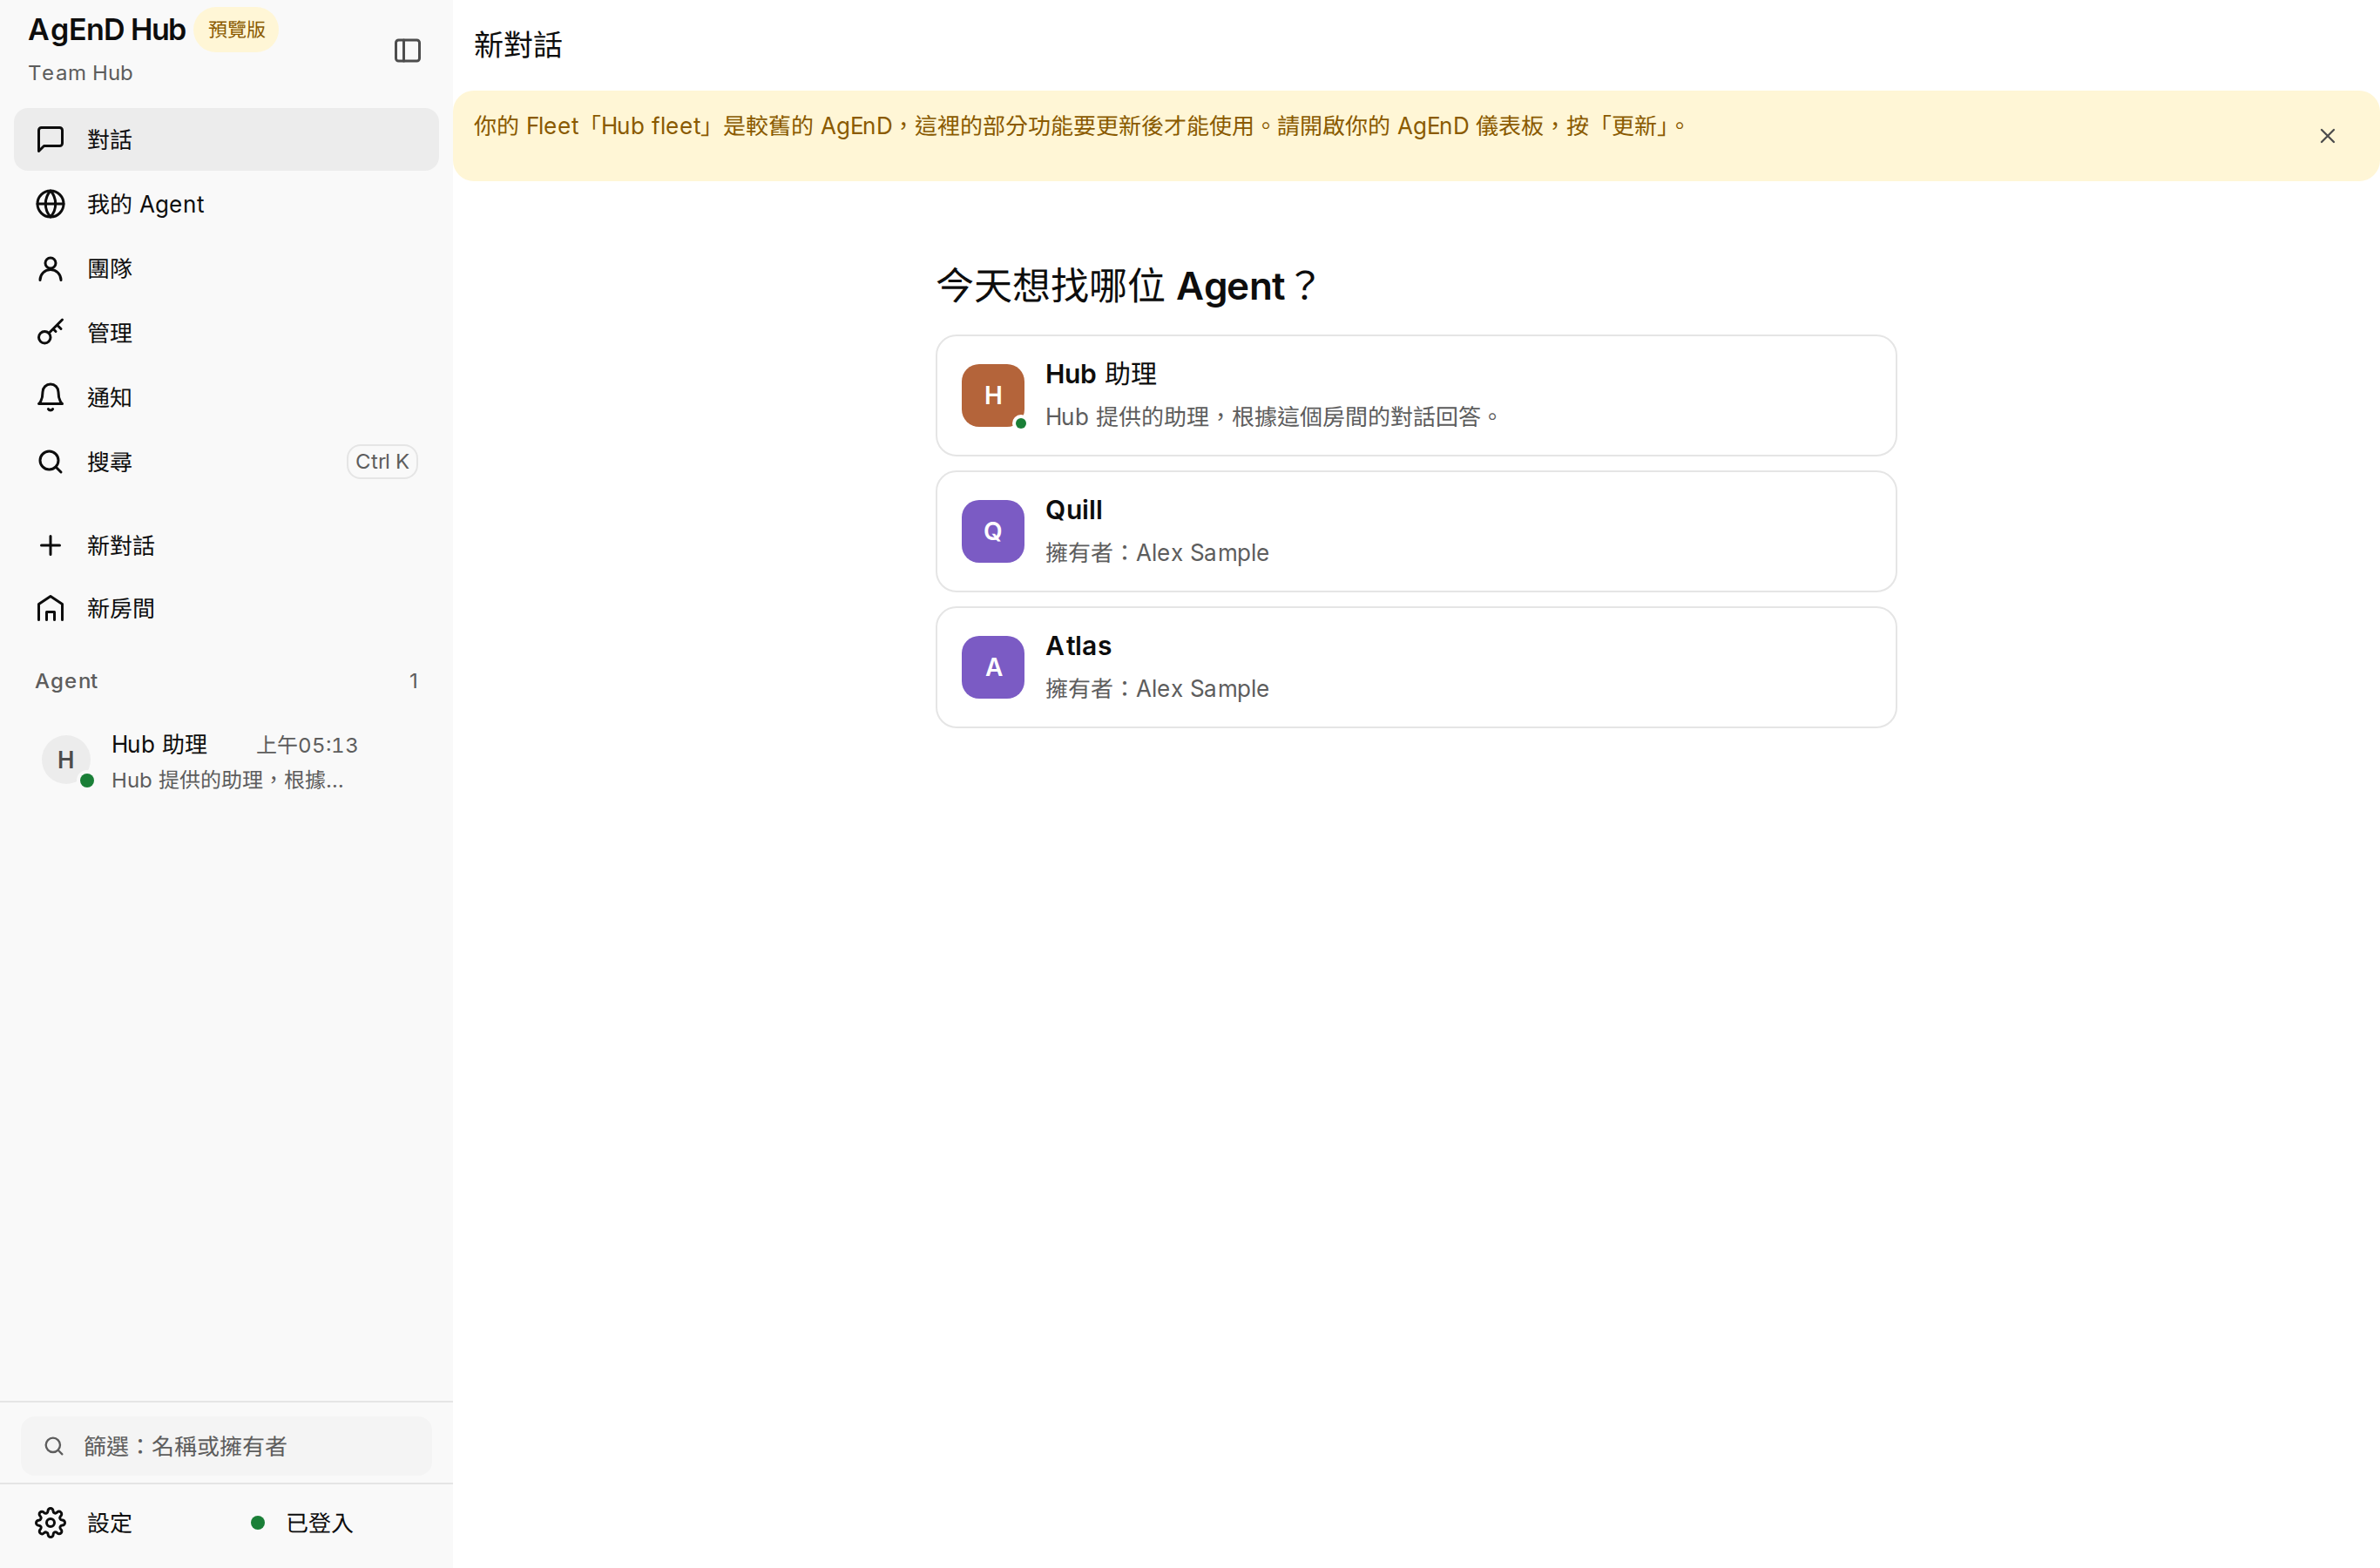 AgEnD Hub 預覽版
Team Hub
對話
我的 Agent
團隊
管理
通知
搜尋 Ctrl K
新對話
新房間
Agent 1
H Hub 助理 上午05:13
Hub 提供的助理，根據...
篩選：名稱或擁有者
設定 已登入
新對話
你的 Fleet「Hub fleet」是較舊的 AgEnD，這裡的部分功能要更新後才能使用。請開啟你的 AgEnD 儀表板，按「更新」。
今天想找哪位 Agent？
H Hub 助理
Hub 提供的助理，根據這個房間的對話回答。
Q Quill
擁有者：Alex Sample
A Atlas
擁有者：Alex Sample